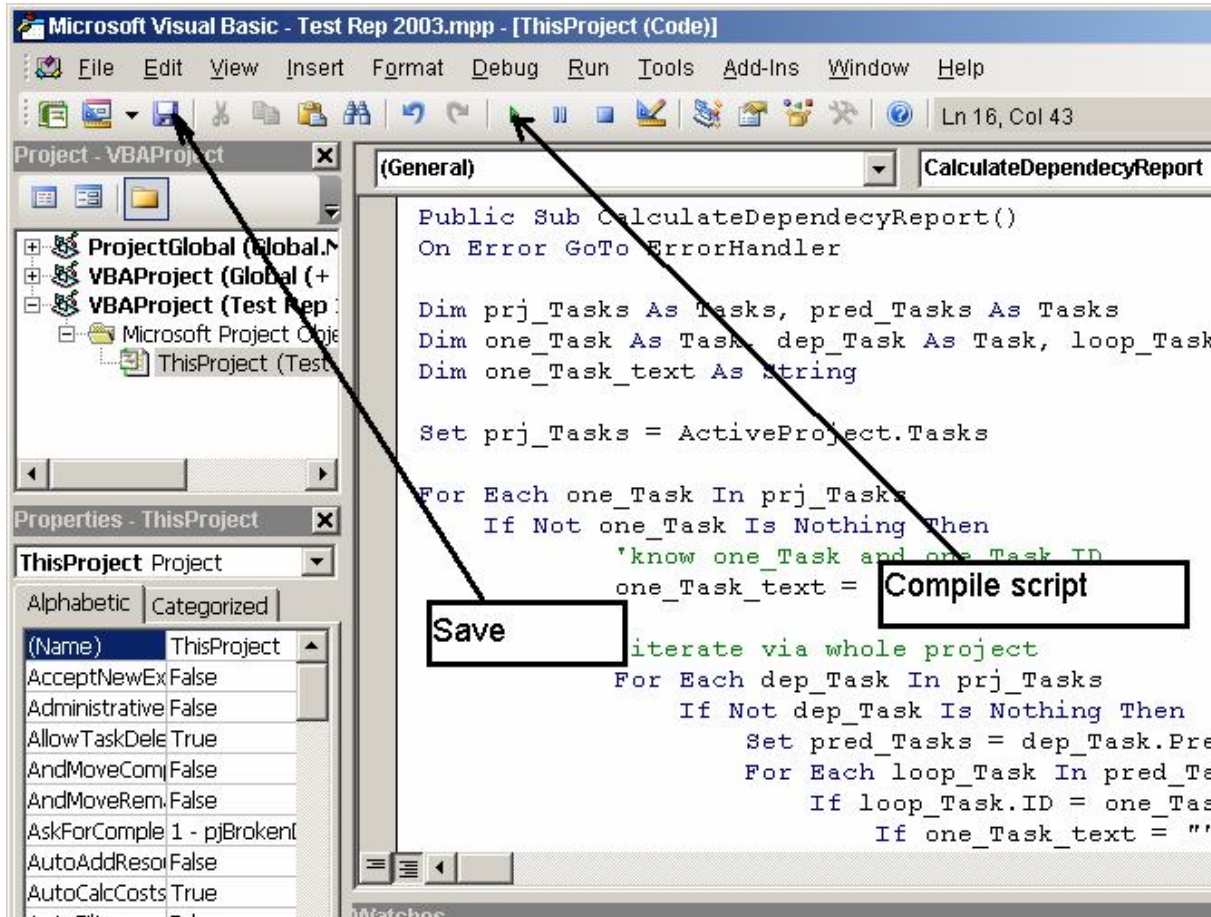 Microsoft Visual Basic - Test Rep 2003.mpp - [ThisProject (Code)]
File Edit View Insert Format Debug Run Tools Add-Ins Window Help
Ln 16, Col 43
Project - VBAProject
ProjectGlobal (Global.M
VBAProject (Global (+
VBAProject (Test Rep
Microsoft Project Obje
ThisProject (Test
Properties - ThisProject
ThisProject Project
Alphabetic Categorized
(Name) ThisProject
AcceptNewEx False
Administrative False
AllowTaskDele True
AndMoveCom False
AndMoveRem False
AskForComple 1 - pjBroken
AutoAddReso False
AutoCalcCosts True
(General) CalculateDependecyReport
Public Sub CalculateDependecyReport()
On Error GoTo ErrorHandler
Dim prj_Tasks As Tasks, pred_Tasks As Tasks
Dim one_Task As Task, dep_Task As Task, loop_Task
Dim one_Task_text As String
Set prj_Tasks = ActiveProject.Tasks
For Each one_Task In prj_Tasks
If Not one_Task Is Nothing Then
'know one_Task and one_Task ID
one_Task_text =
iterate via whole project
For Each dep_Task In prj_Tasks
If Not dep_Task Is Nothing Then
Set pred_Tasks = dep_Task.Pre
For Each loop_Task In pred_Ta
If loop_Task.ID = one_Tas
If one_Task_text = ""
Save
Compile script
Watches